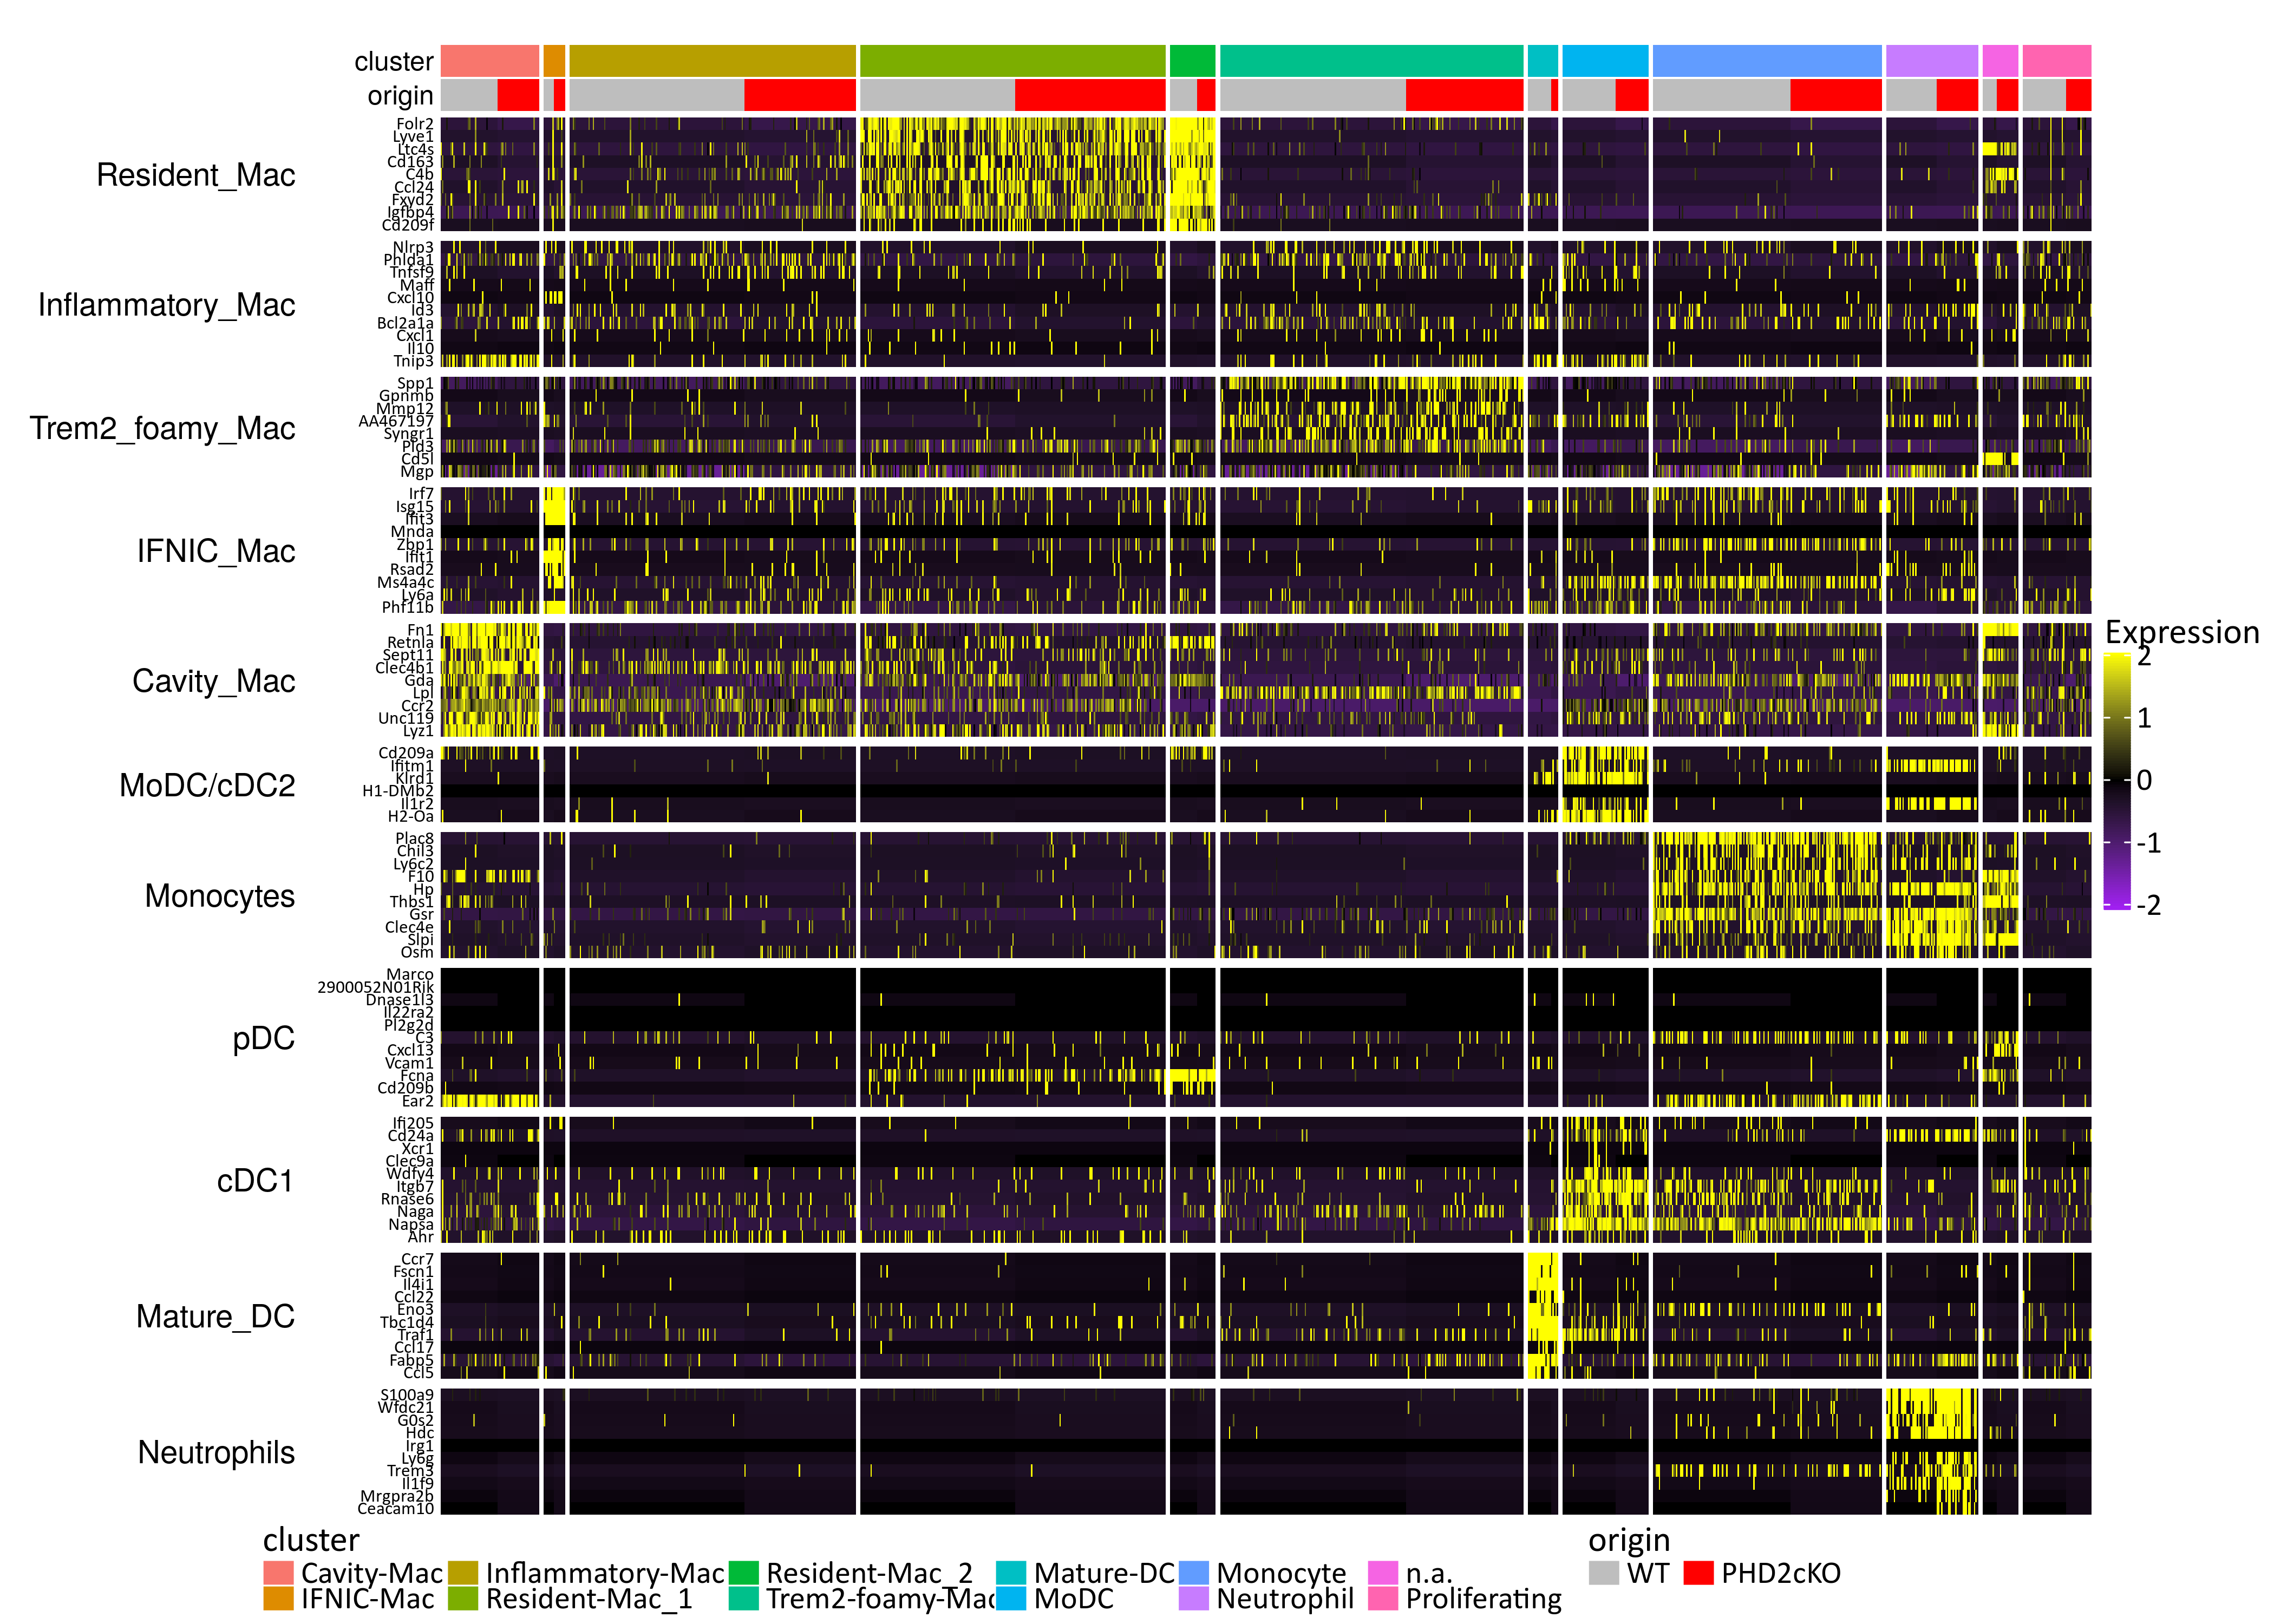 cluster
origin
Resident_Mac
Folr2
Lyve1
Ltc4s
Cd163
C4b
Ccl24
Fxyd2
Igfbp4
Cd209f
Inflammatory_Mac
Nlrp3
Phlda1
Tnfsf9
Maff
Cxcl10
Id3
Bcl2a1a
Cxcl1
Il10
Tnip3
Trem2_foamy_Mac
Spp1
Gpnmb
Mmp12
AA467197
Syngr1
Pld3
Cd5l
Mgp
IFNIC_Mac
Irf7
Isg15
Ifit3
Mnda
Zbp1
Ifit1
Rsad2
Ms4a4c
Ly6a
Phf11b
Cavity_Mac
Fn1
Retnla
Sept11
Clec4b1
Gda
Lpl
Ccr2
Unc119
Lyz1
MoDC/cDC2
Cd209a
Ifitm1
Klrd1
H1-DMb2
Il1r2
H2-Oa
Monocytes
Plac8
Chil3
Ly6c2
F10
Hp
Thbs1
Gsr
Clec4e
Slpi
Osm
pDC
Marco
2900052N01Rik
Dnase1l3
Il22ra2
Pl2g2d
C3
Cxcl13
Vcam1
Fcna
Cd209b
Ear2
cDC1
Ifi205
Cd24a
Xcr1
Clec9a
Wdfy4
Itgb7
Rnase6
Naga
Napsa
Ahr
Mature_DC
Ccr7
Fscn1
Il4i1
Ccl22
Eno3
Tbc1d4
Traf1
Ccl17
Fabp5
Ccl5
Neutrophils
S100a9
Wfdc21
G0s2
Hdc
Irg1
Ly6g
Trem3
Il1f9
Mrgpra2b
Ceacam10
Expression
2
1
0
-1
-2
cluster
Cavity-Mac Inflammatory-Mac Resident-Mac_2 Mature-DC Monocyte n.a.
IFNIC-Mac Resident-Mac_1 Trem2-foamy-Mac MoDC Neutrophil Proliferating
origin
WT PHD2cKO